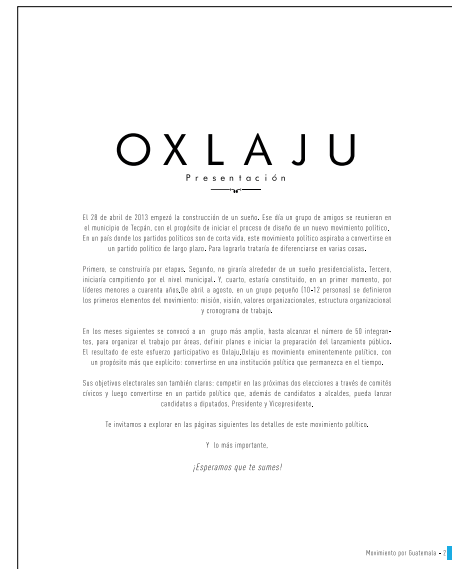 OXLAJU
Presentación
El 28 de abril de 2013 empezó la construcción de un sueño. Ese día un grupo de amigos se reunieron en
el municipio de Tecpán, con el propósito de iniciar el proceso de diseño de un nuevo movimiento político.
En un país donde los partidos políticos son de corta vida, este movimiento político aspiraba a convertirse en
un partido político de largo plazo. Para lograrlo trataría de diferenciarse en varias cosas.
Primero, se construiría por etapas. Segundo, no giraría alrededor de un sueño presidencialista. Tercero,
iniciaría compitiendo por el nivel municipal. Y, cuarto, estaría constituido, en un primer momento, por
líderes menores a cuarenta años.De abril a agosto, en un grupo pequeño (10-12 personas) se definieron
los primeros elementos del movimiento: misión, visión, valores organizacionales, estructura organizacional
y cronograma de trabajo.
En los meses siguientes se convocó a un grupo más amplio, hasta alcanzar el número de 50 integran-
tes, para organizar el trabajo por áreas, definir planes e iniciar la preparación del lanzamiento público.
El resultado de este esfuerzo participativo es Oxlaju.Oxlaju es movimiento eminentemente político, con
un propósito más que explícito: convertirse en una institución política que permanezca en el tiempo.
Sus objetivos electorales son también claros: competir en las próximas dos elecciones a través de comités
cívicos y luego convertirse en un partido político que, además de candidatos a alcaldes, pueda lanzar
candidatos a diputados, Presidente y Vicepresidente.
Te invitamos a explorar en las páginas siguientes los detalles de este movimiento político.
Y lo más importante,
¡Esperamos que te sumes!
Movimiento por Guatemala - 2